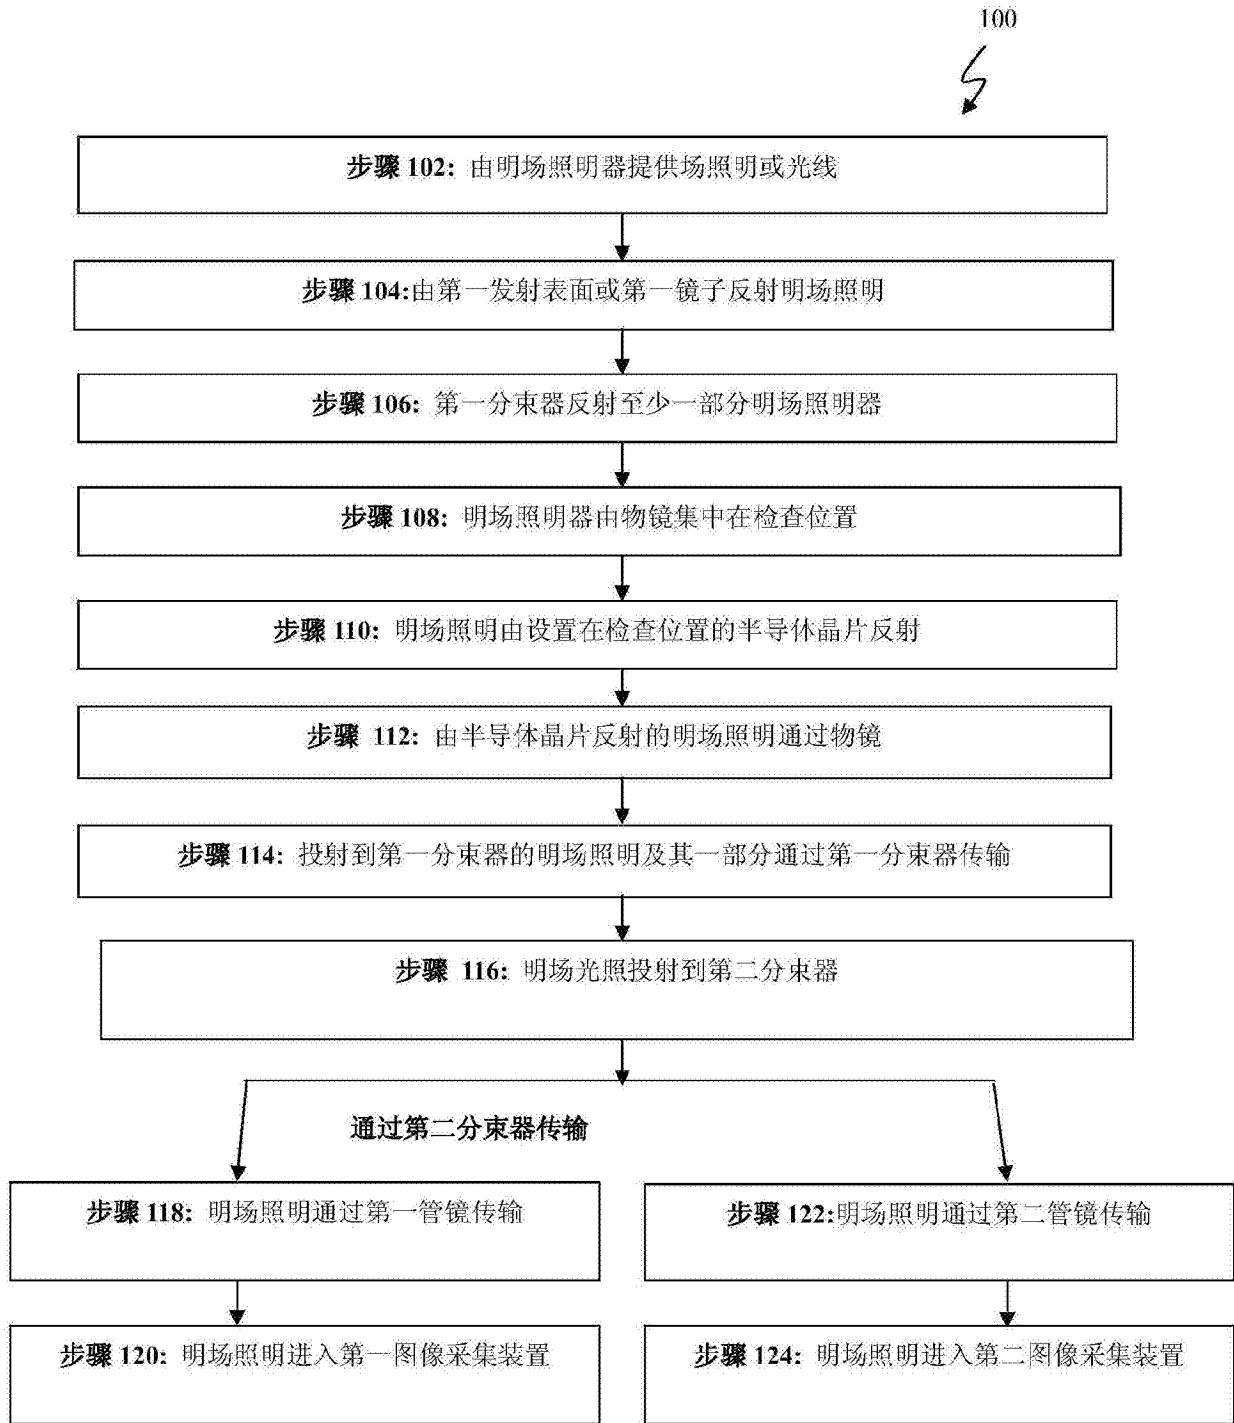 100
步骤 102: 由明场照明器提供场照明或光线
步骤 104:由第一发射表面或第一镜子反射明场照明
步骤 106: 第一分束器反射至少一部分明场照明器
步骤 108: 明场照明器由物镜集中在检查位置
步骤 110: 明场照明由设置在检查位置的半导体晶片反射
步骤 112: 由半导体晶片反射的明场照明通过物镜
步骤 114: 投射到第一分束器的明场照明及其一部分通过第一分束器传输
步骤 116: 明场光照投射到第二分束器
通过第二分束器传输
步骤 118: 明场照明通过第一管镜传输
步骤 122:明场照明通过第二管镜传输
步骤 120: 明场照明进入第一图像采集装置
步骤 124: 明场照明进入第二图像采集装置